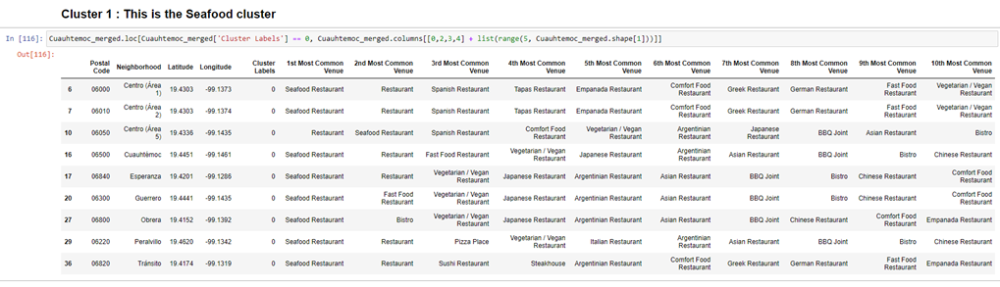 Cluster 1 : This is the Seafood cluster
In [116]: Cuauhtemoc_merged.loc[Cuauhtemoc_merged['Cluster Labels'] == 0, Cuauhtemoc_merged.columns[[0,2,3,4] + list(range(5, Cuauhtemoc_merged.shape[1]))]]
Out[116]:
Postal Code Neighborhood Latitude Longitude Cluster Labels 1st Most Common Venue 2nd Most Common Venue 3rd Most Common Venue 4th Most Common Venue 5th Most Common Venue 6th Most Common Venue 7th Most Common Venue 8th Most Common Venue 9th Most Common Venue 10th Most Common Venue
6 06000 Centro (Área 1) 19.4303 -99.1373 0 Seafood Restaurant Restaurant Spanish Restaurant Tapas Restaurant Empanada Restaurant Comfort Food Restaurant Greek Restaurant German Restaurant Fast Food Restaurant Vegetarian / Vegan Restaurant
7 06010 Centro (Área 2) 19.4303 -99.1374 0 Seafood Restaurant Restaurant Spanish Restaurant Tapas Restaurant Empanada Restaurant Comfort Food Restaurant Greek Restaurant German Restaurant Fast Food Restaurant Vegetarian / Vegan Restaurant
10 06050 Centro (Área 5) 19.4336 -99.1435 0 Restaurant Seafood Restaurant Spanish Restaurant Comfort Food Restaurant Vegetarian / Vegan Restaurant Argentinian Restaurant Japanese Restaurant BBQ Joint Asian Restaurant Bistro
16 06500 Cuauhtémoc 19.4451 -99.1461 0 Seafood Restaurant Restaurant Fast Food Restaurant Vegetarian / Vegan Restaurant Japanese Restaurant Argentinian Restaurant Asian Restaurant BBQ Joint Bistro Chinese Restaurant
17 06840 Esperanza 19.4201 -99.1286 0 Seafood Restaurant Restaurant Vegetarian / Vegan Restaurant Japanese Restaurant Argentinian Restaurant Asian Restaurant BBQ Joint Bistro Chinese Restaurant Comfort Food Restaurant
20 06300 Guerrero 19.4441 -99.1435 0 Seafood Restaurant Fast Food Restaurant Vegetarian / Vegan Restaurant Japanese Restaurant Argentinian Restaurant Asian Restaurant BBQ Joint Bistro Chinese Restaurant Comfort Food Restaurant
27 06800 Obrera 19.4152 -99.1392 0 Seafood Restaurant Bistro Vegetarian / Vegan Restaurant Japanese Restaurant Argentinian Restaurant Asian Restaurant BBQ Joint Chinese Restaurant Comfort Food Restaurant Empanada Restaurant
29 06220 Peralvillo 19.4620 -99.1342 0 Seafood Restaurant Restaurant Pizza Place Vegetarian / Vegan Restaurant Italian Restaurant Argentinian Restaurant Asian Restaurant BBQ Joint Bistro Chinese Restaurant
36 06820 Tránsito 19.4174 -99.1319 0 Seafood Restaurant Restaurant Sushi Restaurant Steakhouse Argentinian Restaurant Comfort Food Restaurant Greek Restaurant German Restaurant Fast Food Restaurant Empanada Restaurant